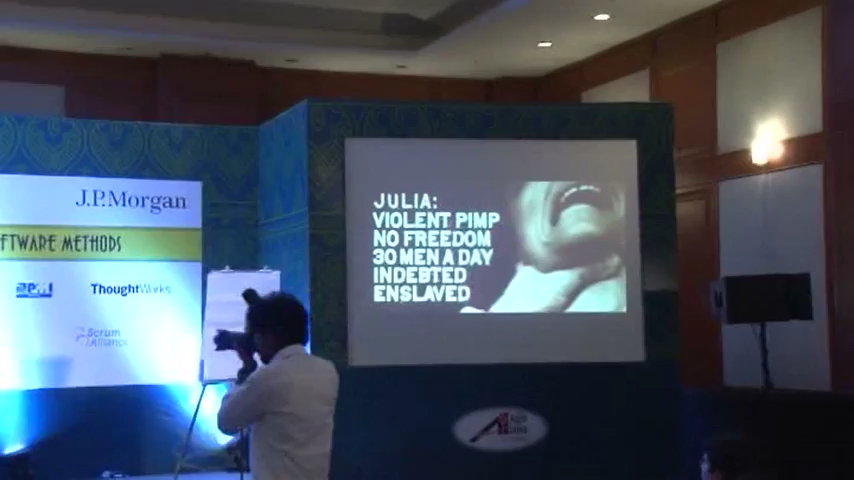 J.P.Morgan
FTWARE METHODS
ThoughtWorks
Scrum
Alliance
JULIA:
VIOLENT PIMP
NO FREEDOM
30 MEN A DAY
INDEBTED
ENSLAVED